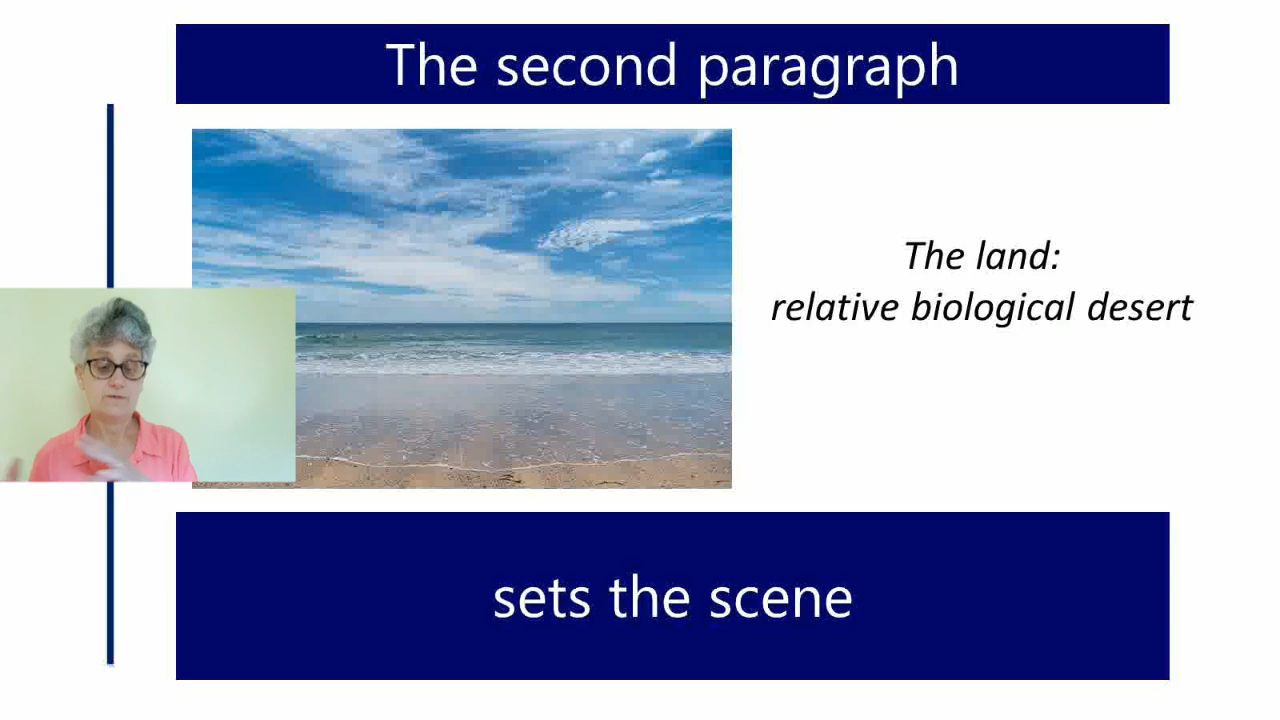 The second paragraph
The land:
relative biological desert
sets the scene